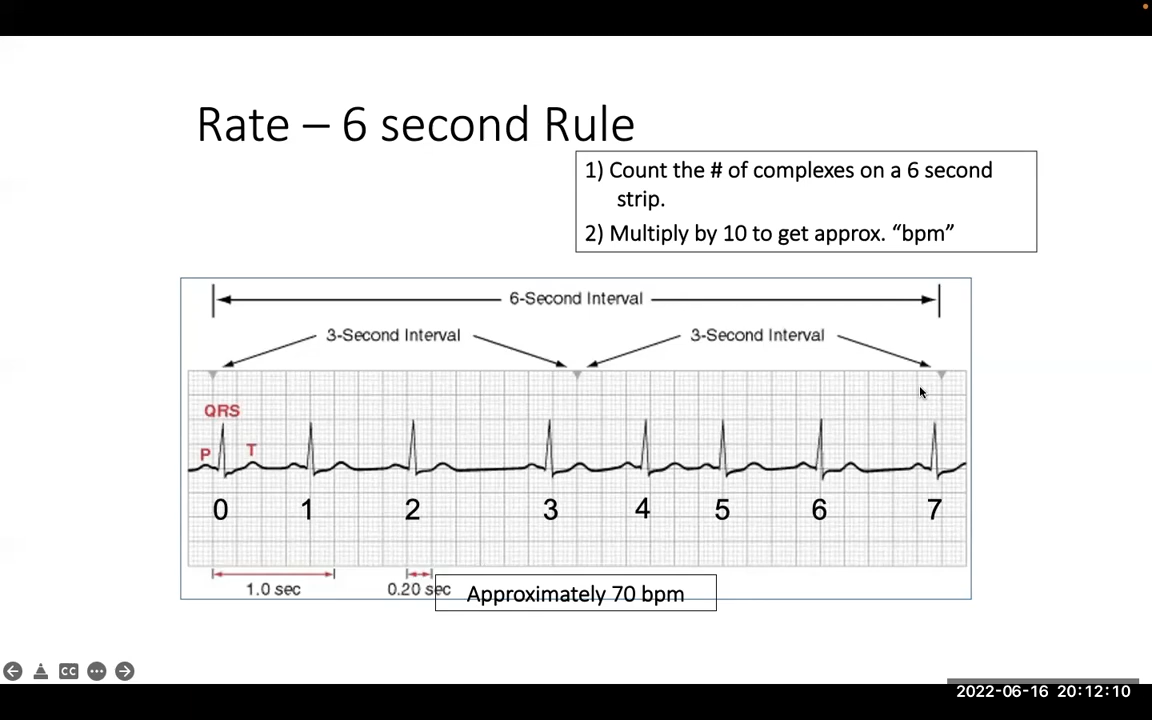 Rate – 6 second Rule
1) Count the # of complexes on a 6 second
strip.
2) Multiply by 10 to get approx. “bpm”
6-Second Interval
3-Second Interval 3-Second Interval
QRS
P T
0 1 2 3 4 5 6 7
1.0 sec 0.20 sec
Approximately 70 bpm
CC
2022-06-16 20:12:10